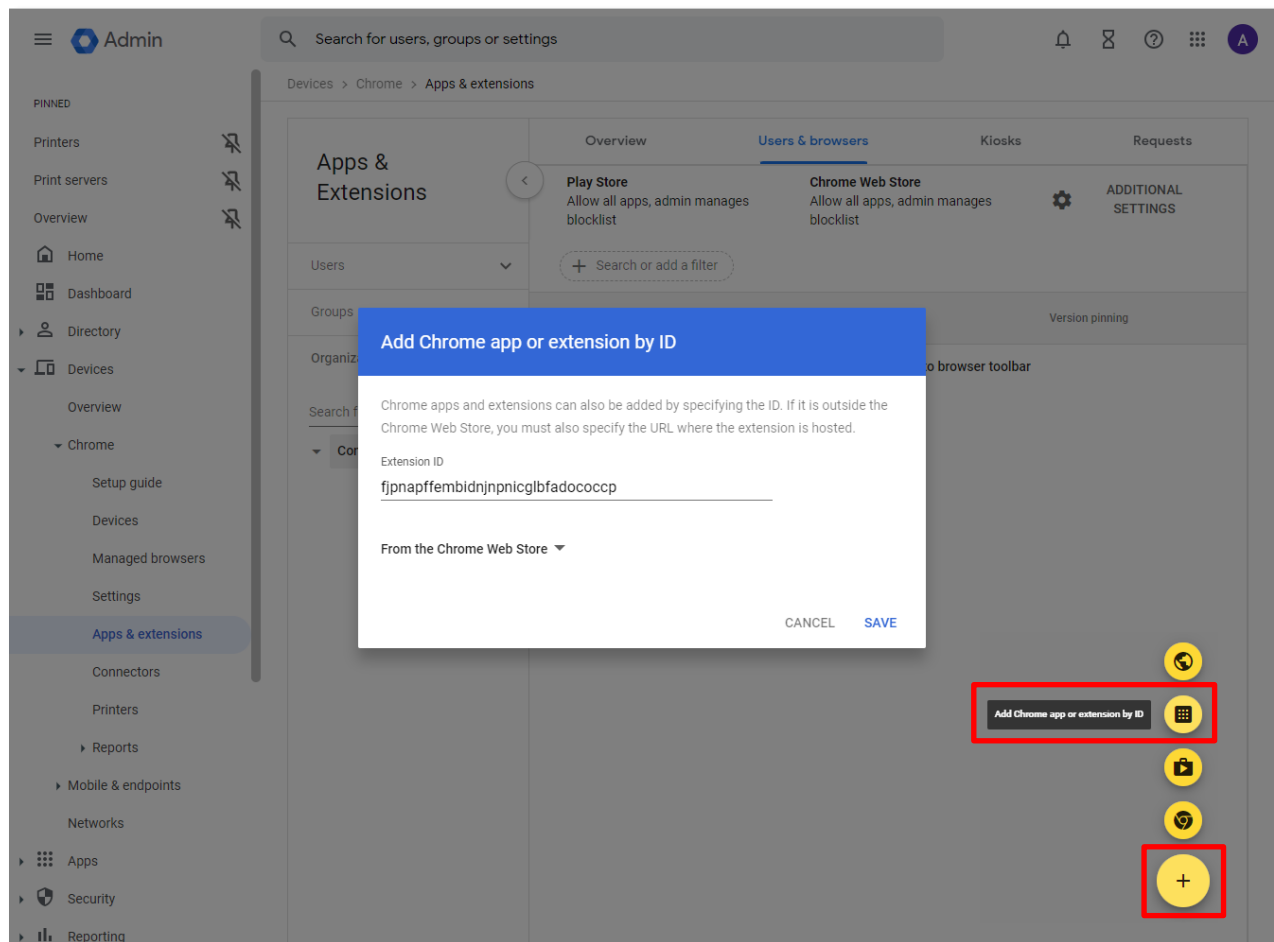 Admin
Search for users, groups or settings
A
Devices > Chrome > Apps & extensions
PINNED
Printers
Print servers
Overview
Home
Dashboard
Directory
Devices
Overview
Chrome
Setup guide
Devices
Managed browsers
Settings
Apps & extensions
Connectors
Printers
Reports
Mobile & endpoints
Networks
Apps
Security
Reporting
Apps &
Extensions
Users
Groups
Organiz
Search f
Cor
Overview
Users & browsers
Kiosks
Requests
Play Store
Allow all apps, admin manages
blocklist
Chrome Web Store
Allow all apps, admin manages
blocklist
ADDITIONAL
SETTINGS
Search or add a filter
Version pinning
o browser toolbar
Add Chrome app or extension by ID
Chrome apps and extensions can also be added by specifying the ID. If it is outside the
Chrome Web Store, you must also specify the URL where the extension is hosted.
Extension ID
fjpnapffembidnjnpnicglbfadococcp
From the Chrome Web Store
CANCEL
SAVE
Add Chrome app or extension by ID